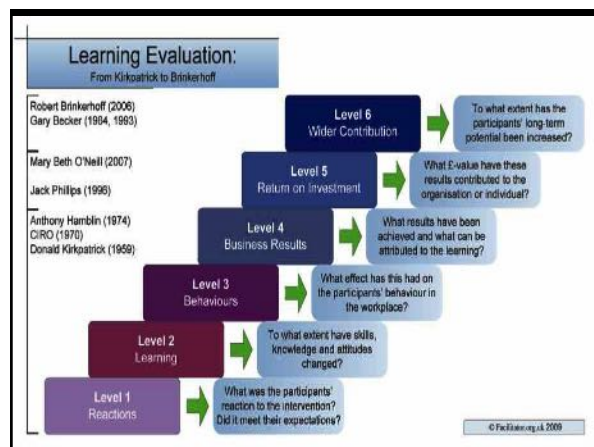 Learning Evaluation:
From Kirkpatrick to Brinkerhoff
Robert Brinkerhoff (2006)
Gary Becker (1964, 1993)
Mary Beth O'Neill (2007)
Jack Phillips (1996)
Anthony Hamblin (1974)
CIRO (1970)
Donald Kirkpatrick (1959)
Level 6
Wider Contribution
To what extent has the
participants' long-term
potential been increased?
Level 5
Return on Investment
What £-value have these
results contributed to the
organisation or individual?
Level 4
Business Results
What results have been
achieved and what can be
attributed to the learning?
Level 3
Behaviours
What effect has this had on
the participants' behaviour in
the workplace?
Level 2
Learning
To what extent have skills,
knowledge and attitudes
changed?
Level 1
Reactions
What was the participants'
reaction to the intervention?
Did it meet their expectations?
© Facilitator.org.uk 2009